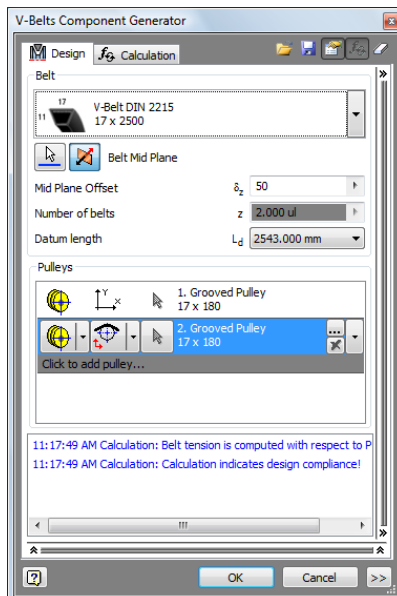 V-Belts Component Generator
Design
fG Calculation
Belt
17
11
V-Belt DIN 2215
17 x 2500
Belt Mid Plane
Mid Plane Offset δz 50
Number of belts z 2.000 ul
Datum length Ld 2543.000 mm
Pulleys
Y
X
1. Grooved Pulley
17 x 180
2. Grooved Pulley
17 x 180
...
Click to add pulley...
11:17:49 AM Calculation: Belt tension is computed with respect to P
11:17:49 AM Calculation: Calculation indicates design compliance!
?
OK
Cancel
>>